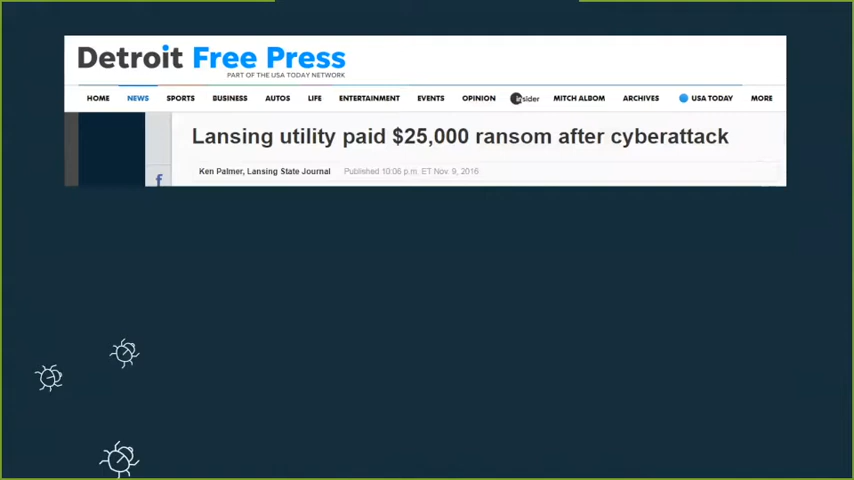 Detroit Free Press
PART OF THE USA TODAY NETWORK
HOME NEWS SPORTS BUSINESS AUTOS LIFE ENTERTAINMENT EVENTS OPINION insider MITCH ALBOM ARCHIVES USA TODAY MORE
Lansing utility paid $25,000 ransom after cyberattack
f Ken Palmer, Lansing State Journal Published 10:06 p.m. ET Nov. 9, 2016